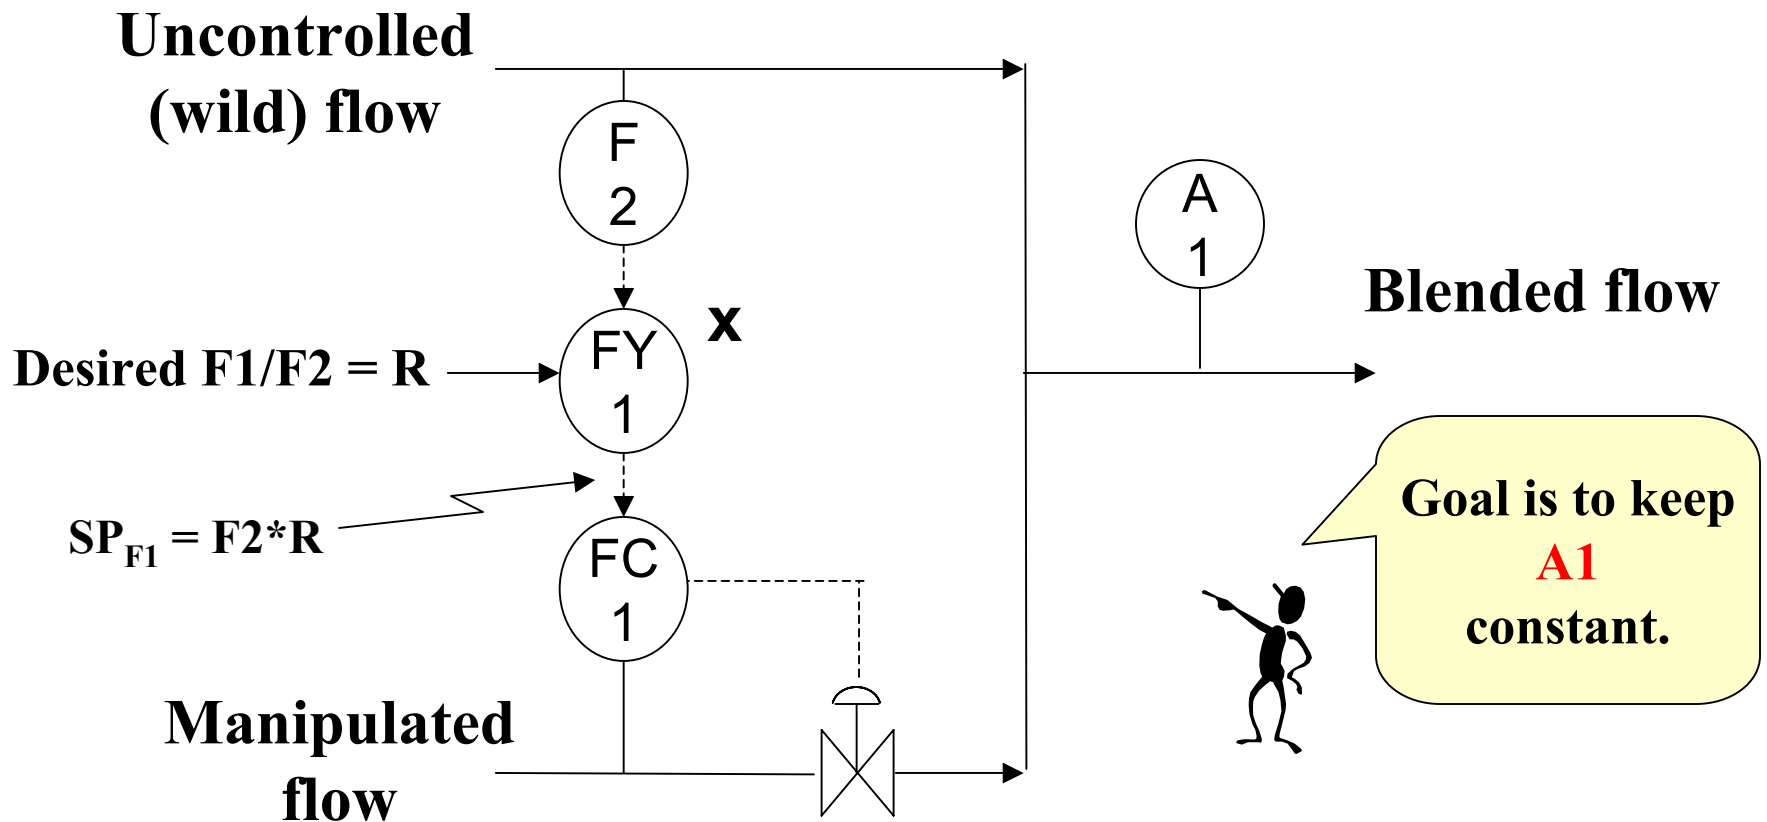 Uncontrolled
(wild) flow
F
2
A
1
Blended flow
x
FY
1
Desired F1/F2 = R
SP_F1 = F2*R
FC
1
Goal is to keep
A1
constant.
Manipulated
flow